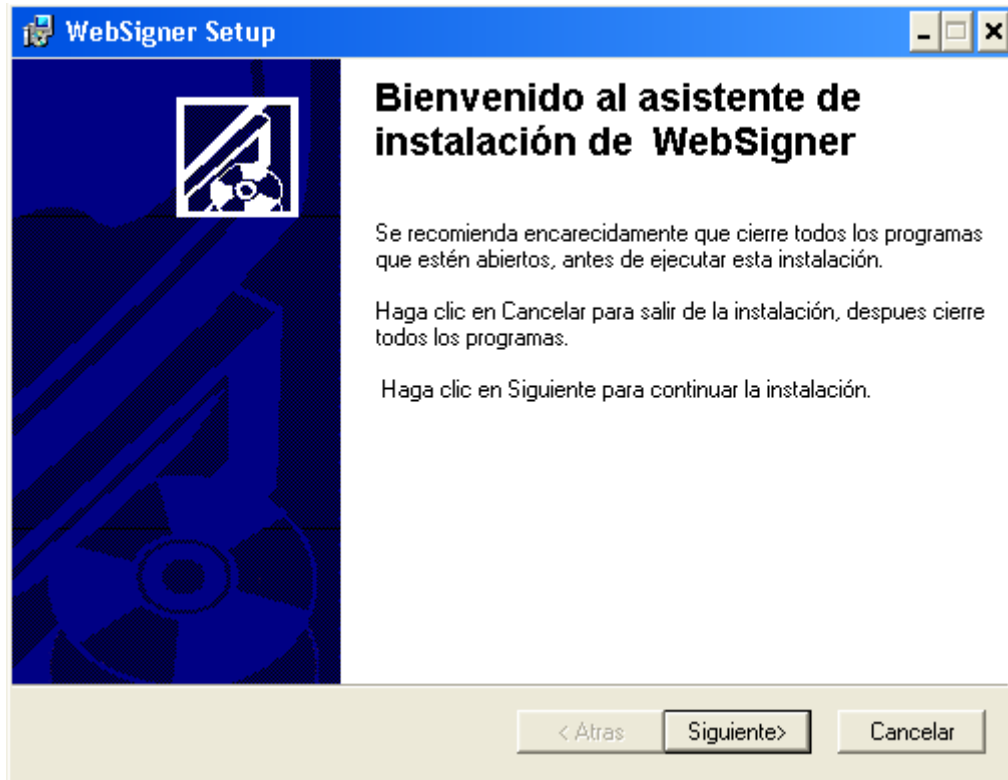 WebSigner Setup
Bienvenido al asistente de
instalación de WebSigner
Se recomienda encarecidamente que cierre todos los programas
que estén abiertos, antes de ejecutar esta instalación.
Haga clic en Cancelar para salir de la instalación, despues cierre
todos los programas.
Haga clic en Siguiente para continuar la instalación.
< Atras
Siguiente>
Cancelar